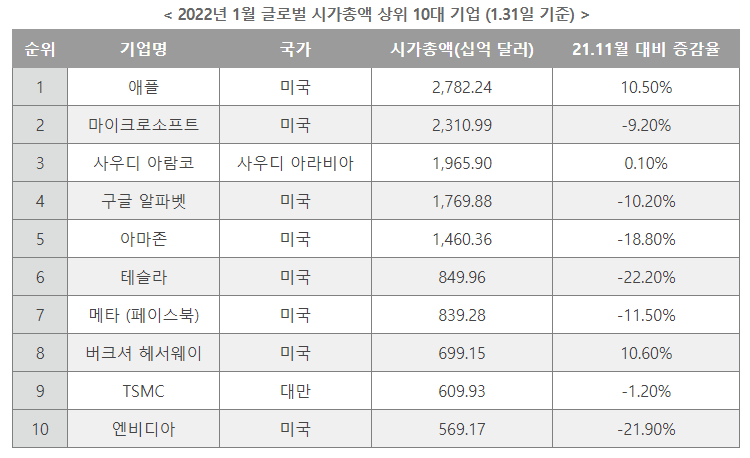 < 2022년 1월 글로벌 시가총액 상위 10대 기업 (1.31일 기준) >
순위 기업명 국가 시가총액(십억 달러) 21.11월 대비 증감율
1 애플 미국 2,782.24 10.50%
2 마이크로소프트 미국 2,310.99 -9.20%
3 사우디 아람코 사우디 아라비아 1,965.90 0.10%
4 구글 알파벳 미국 1,769.88 -10.20%
5 아마존 미국 1,460.36 -18.80%
6 테슬라 미국 849.96 -22.20%
7 메타 (페이스북) 미국 839.28 -11.50%
8 버크셔 헤서웨이 미국 699.15 10.60%
9 TSMC 대만 609.93 -1.20%
10 엔비디아 미국 569.17 -21.90%